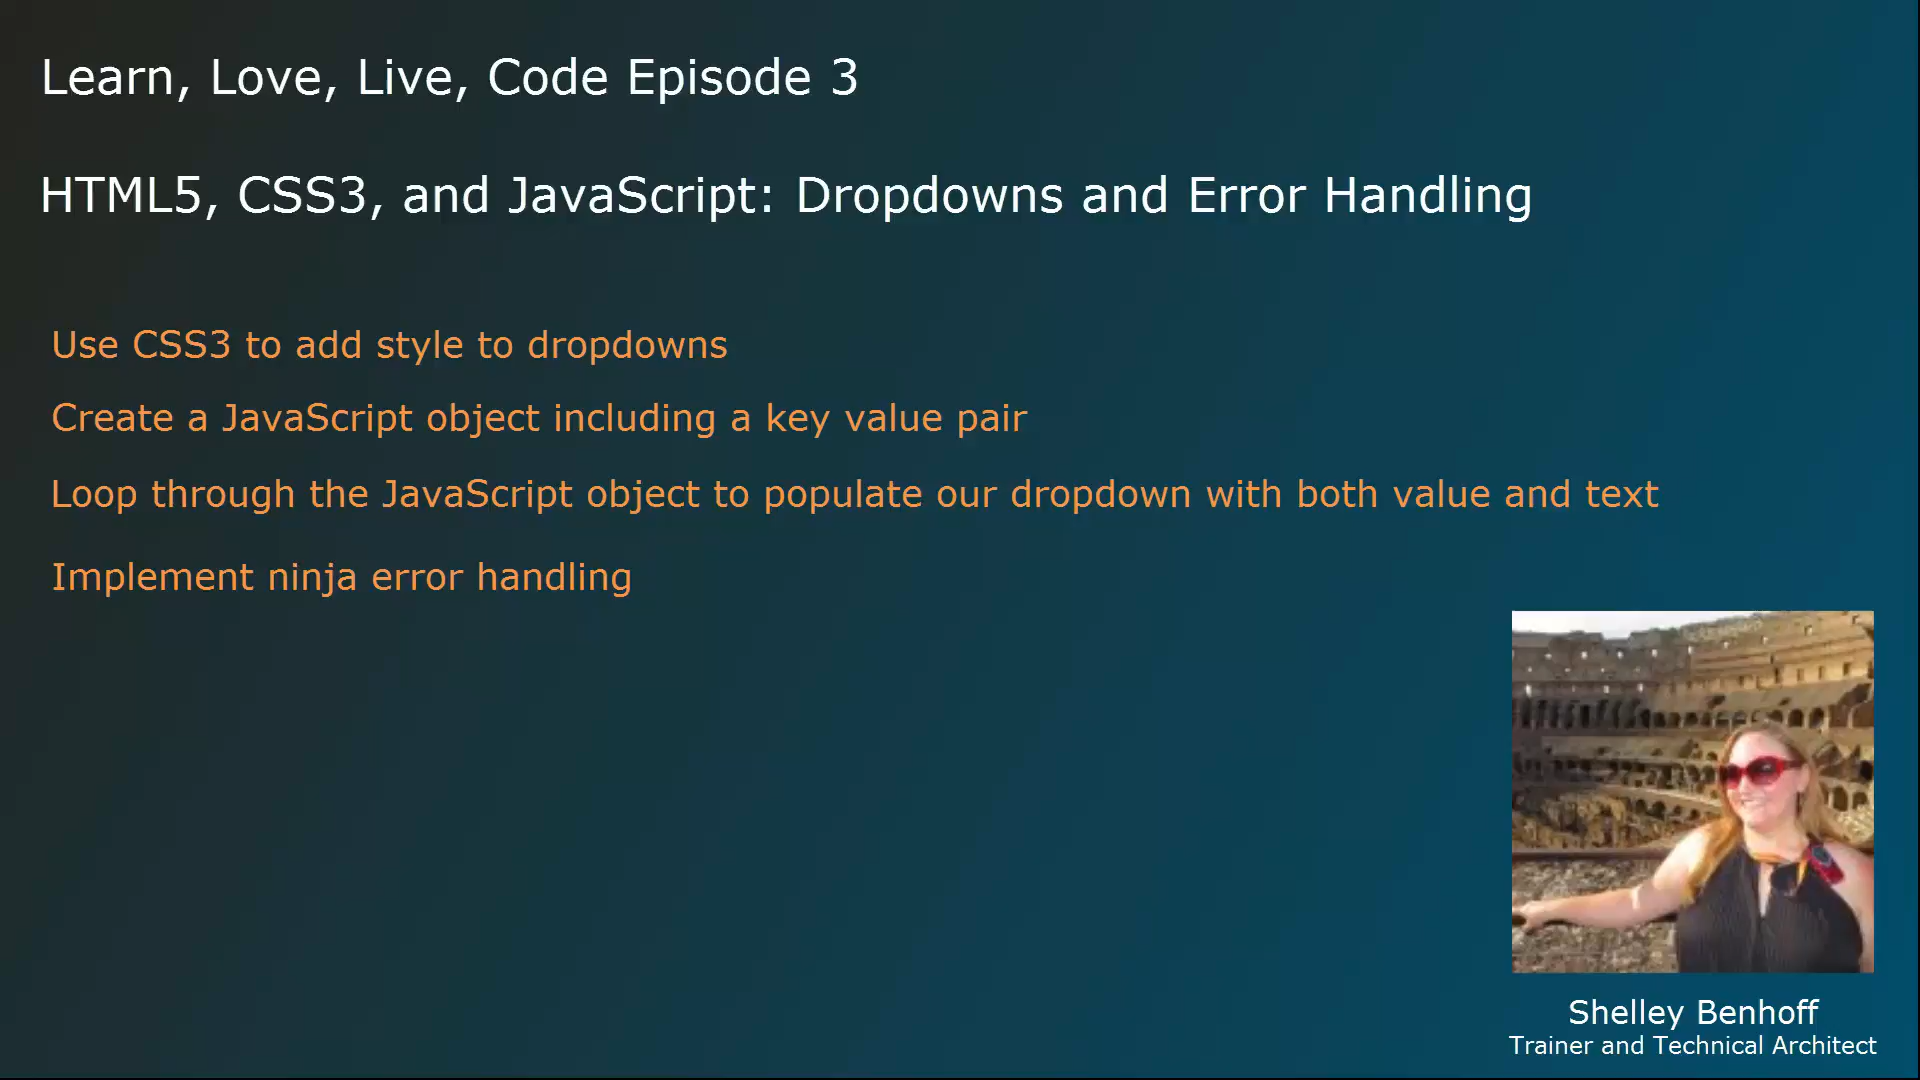 Learn, Love, Live, Code Episode 3
HTML5, CSS3, and JavaScript: Dropdowns and Error Handling
Use CSS3 to add style to dropdowns
Create a JavaScript object including a key value pair
Loop through the JavaScript object to populate our dropdown with both value and text
Implement ninja error handling
Shelley Benhoff
Trainer and Technical Architect